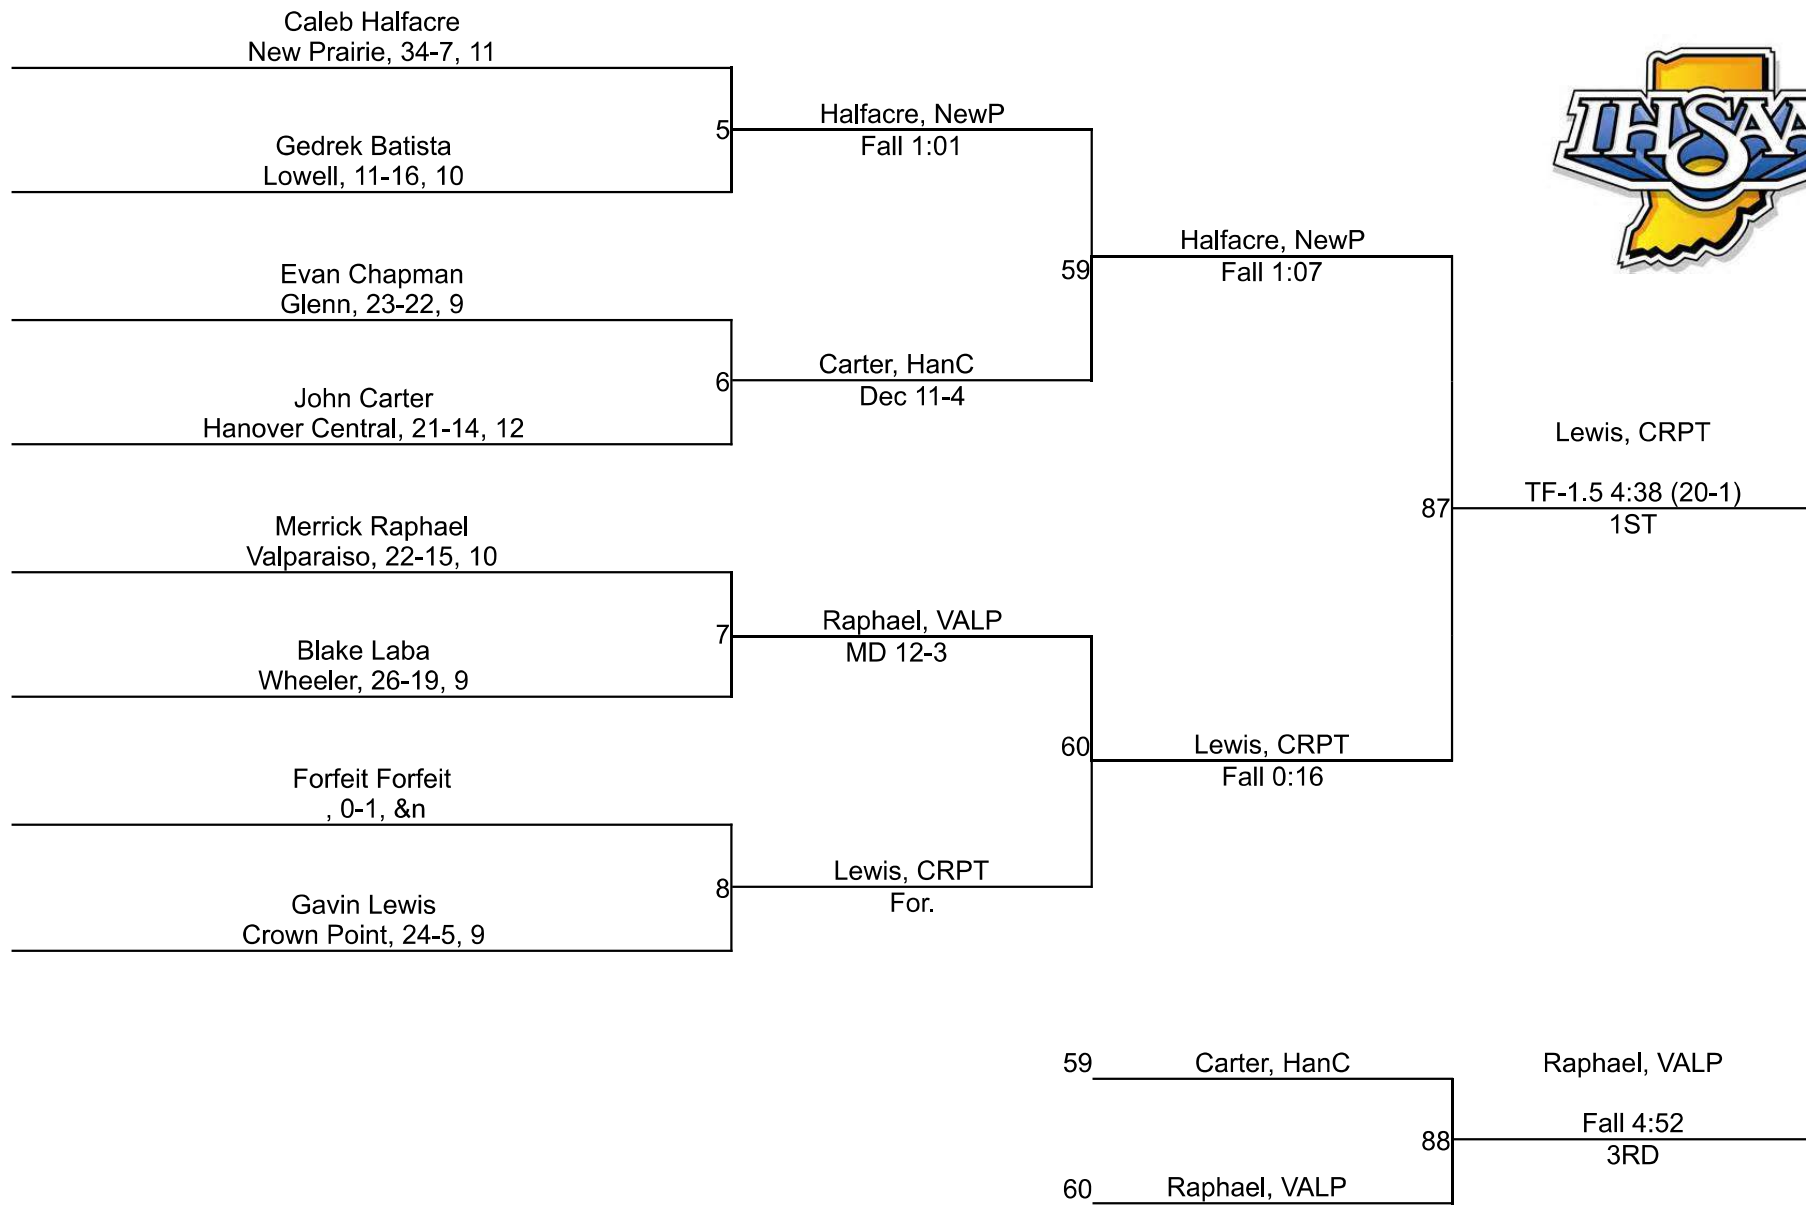 Caleb Halfacre
New Prairie, 34-7, 11
5
Halfacre, NewP
Fall 1:01
Gedrek Batista
Lowell, 11-16, 10
IHSAA
59
Halfacre, NewP
Fall 1:07
Evan Chapman
Glenn, 23-22, 9
6
Carter, HanC
Dec 11-4
John Carter
Hanover Central, 21-14, 12
87
Lewis, CRPT
TF-1.5 4:38 (20-1)
1ST
Merrick Raphael
Valparaiso, 22-15, 10
7
Raphael, VALP
MD 12-3
Blake Laba
Wheeler, 26-19, 9
60
Lewis, CRPT
Fall 0:16
Forfeit Forfeit
, 0-1, &n
8
Lewis, CRPT
For.
Gavin Lewis
Crown Point, 24-5, 9
59
Carter, HanC
88
Raphael, VALP
Fall 4:52
3RD
60
Raphael, VALP